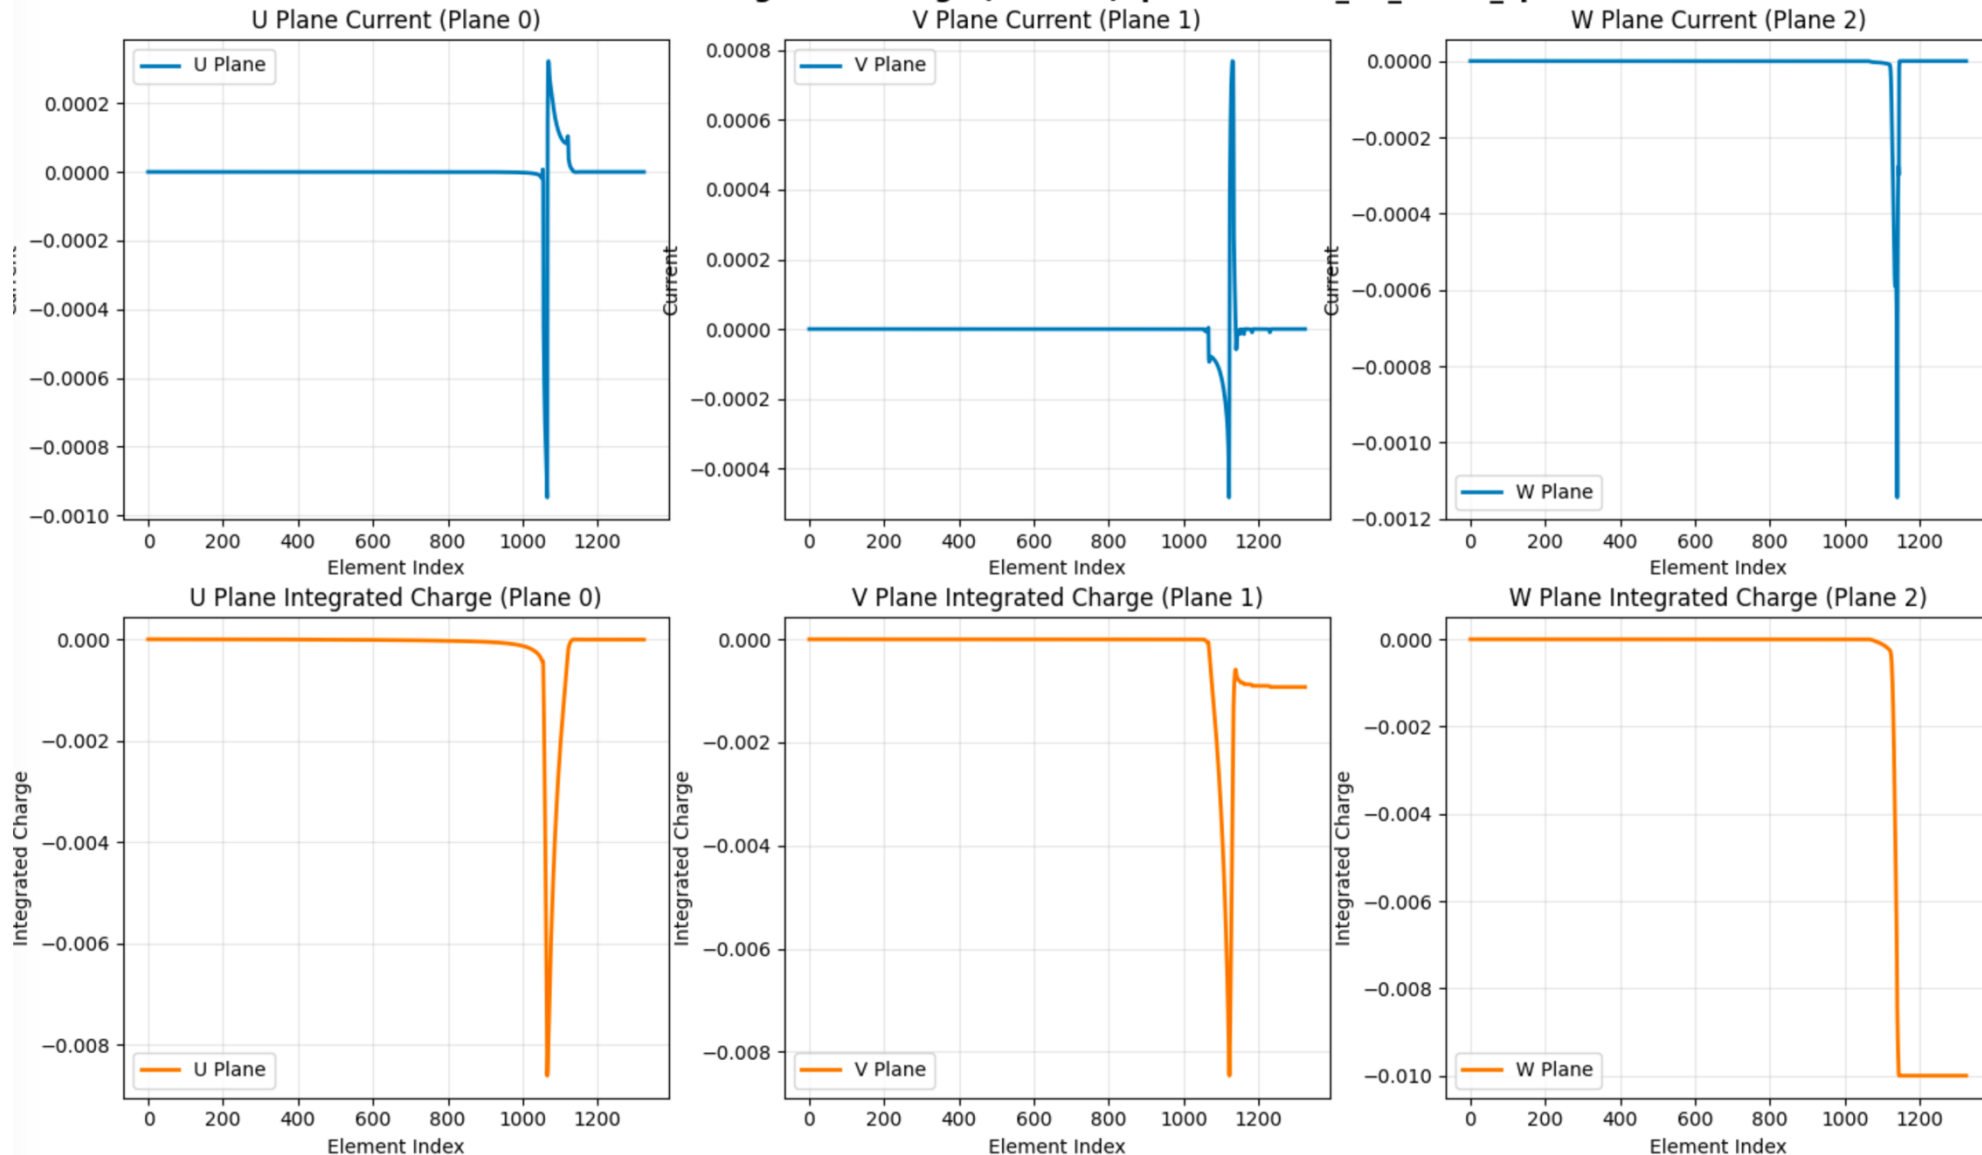 U Plane Current (Plane 0)
V Plane Current (Plane 1)
W Plane Current (Plane 2)
U Plane
0.0002
0.0000
−0.0002
−0.0004
−0.0006
−0.0008
−0.0010
0 200 400 600 800 1000 1200
Element Index
V Plane
Current
0.0008
0.0006
0.0004
0.0002
0.0000
−0.0002
−0.0004
0 200 400 600 800 1000 1200
Element Index
W Plane
Current
0.0000
−0.0002
−0.0004
−0.0006
−0.0008
−0.0010
−0.0012
0 200 400 600 800 1000 1200
Element Index
U Plane Integrated Charge (Plane 0)
V Plane Integrated Charge (Plane 1)
W Plane Integrated Charge (Plane 2)
Integrated Charge
0.000
−0.002
−0.004
−0.006
−0.008
U Plane
0 200 400 600 800 1000 1200
Element Index
Integrated Charge
0.000
−0.002
−0.004
−0.006
−0.008
V Plane
0 200 400 600 800 1000 1200
Element Index
Integrated Charge
0.000
−0.002
−0.004
−0.006
−0.008
−0.010
W Plane
0 200 400 600 800 1000 1200
Element Index